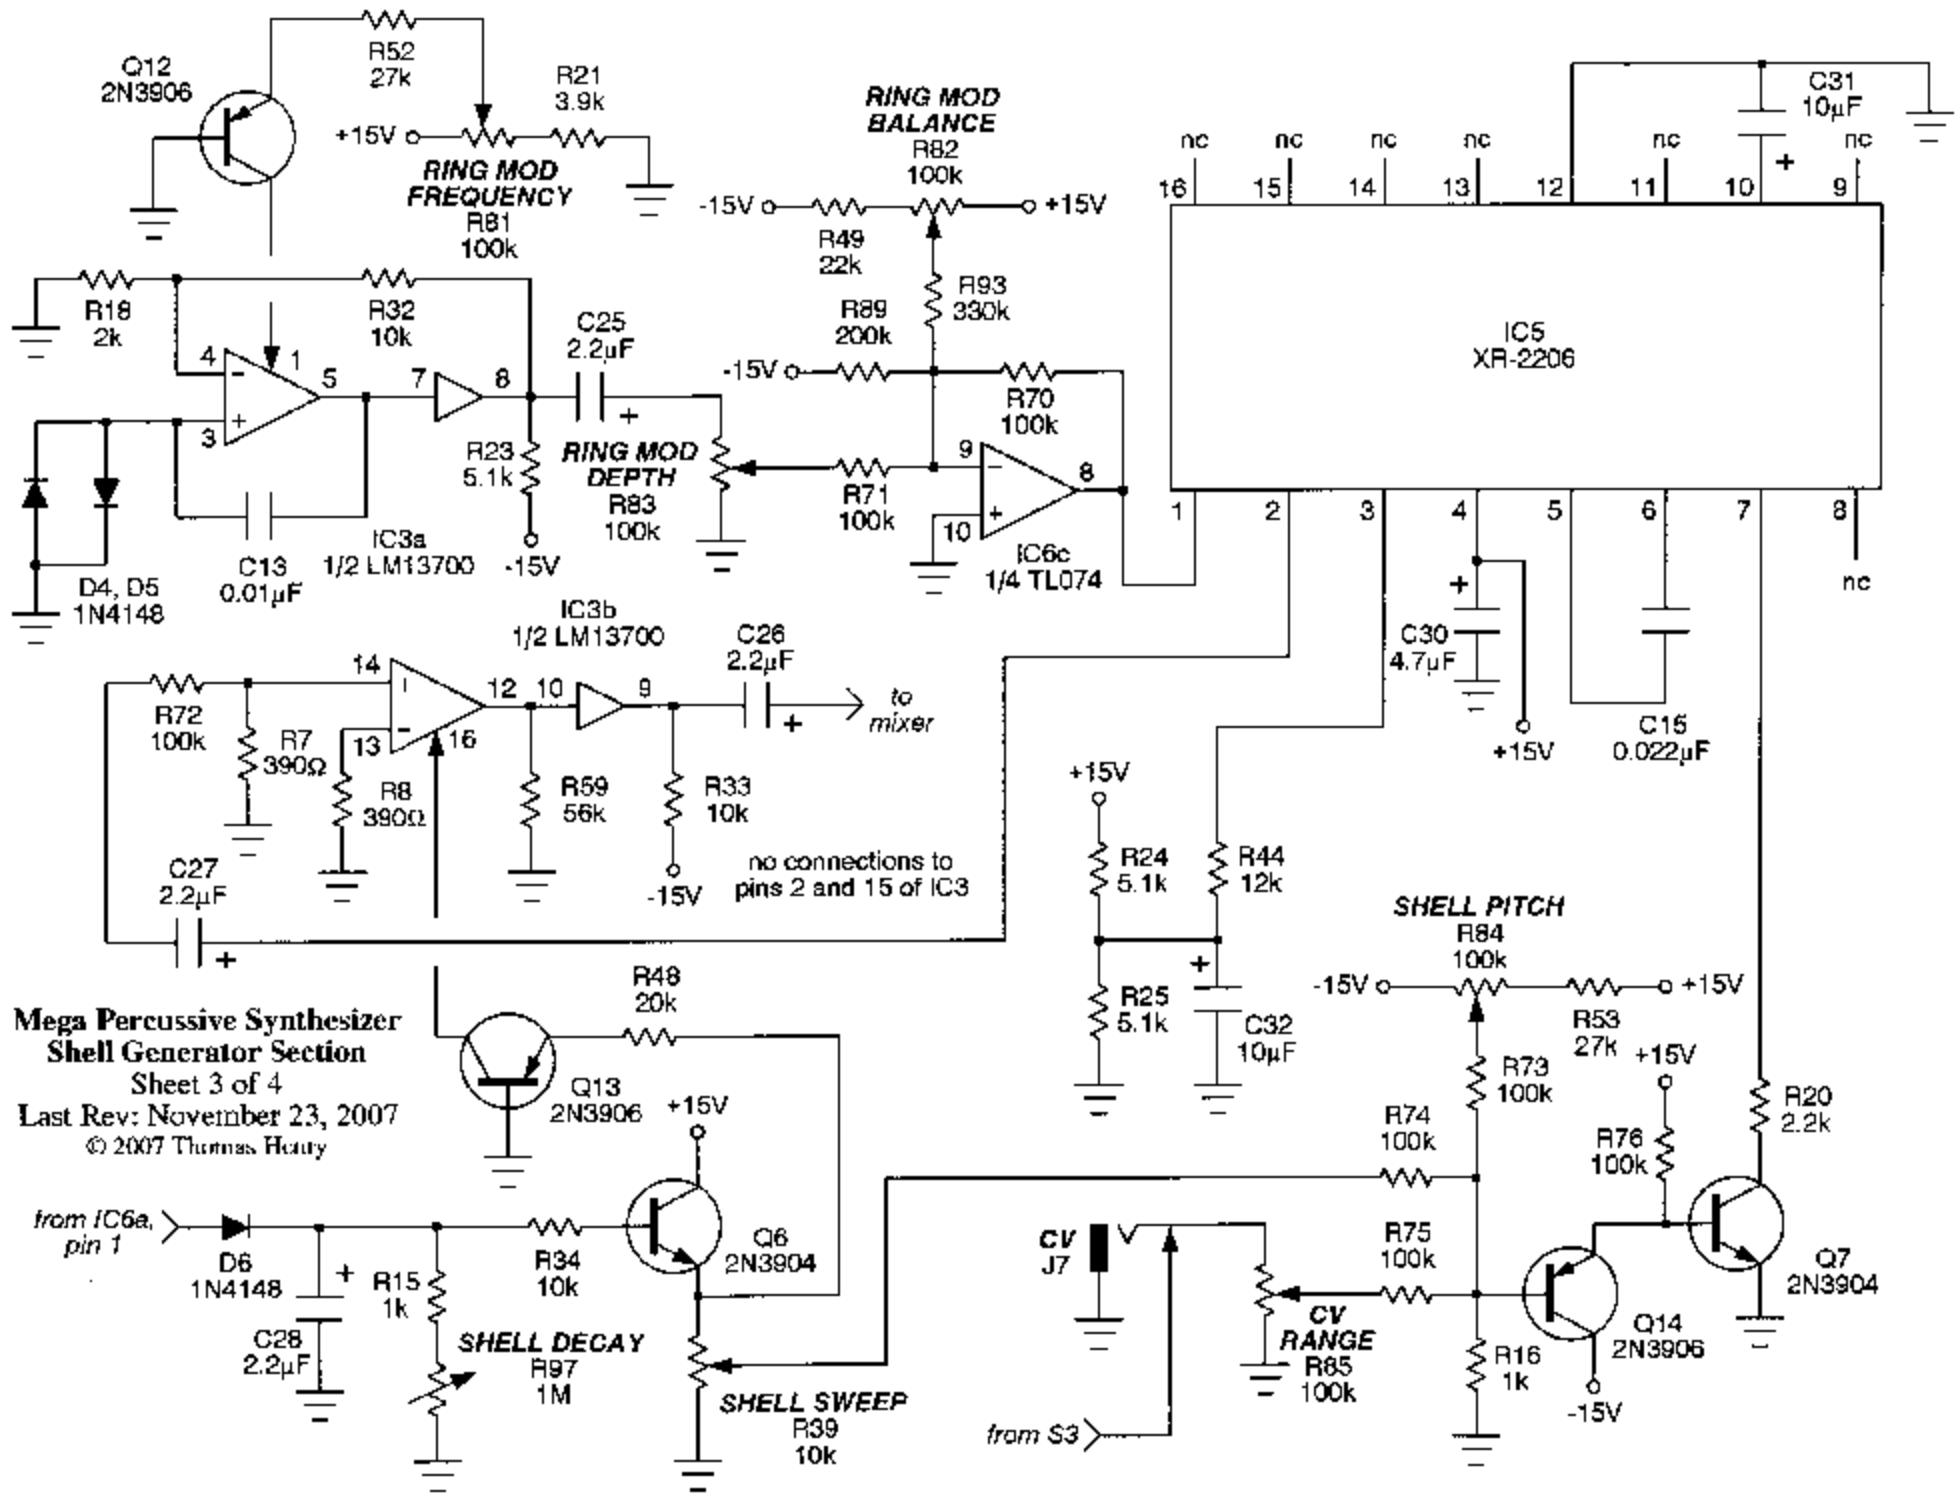 Q12
2N3906
R52
27k
R21
3.9k
+15V
RING MOD
FREQUENCY
R81
100k
RING MOD
BALANCE
R82
100k
-15V
+15V
R49
22k
R93
330k
R89
200k
-15V
R70
100k
R18
2k
R32
10k
4
1
5
7
8
3
C25
2.2µF
+
R23
5.1k
-15V
RING MOD
DEPTH
R83
100k
R71
100k
9
8
10
IC6c
1/4 TL074
C13
0.01µF
IC3a
1/2 LM13700
D4, D5
1N4148
nc
nc
nc
nc
nc
nc
C31
10µF
+
16
15
14
13
12
11
10
9
IC5
XR-2206
1
2
3
4
5
6
7
8
nc
+
C30
4.7µF
+15V
C15
0.022µF
IC3b
1/2 LM13700
14
12
10
9
13
16
R72
100k
R7
390Ω
R8
390Ω
R59
56k
R33
10k
-15V
C26
2.2µF
+
to
mixer
no connections to
pins 2 and 15 of IC3
C27
2.2µF
+
+15V
R24
5.1k
R44
12k
R25
5.1k
+
C32
10µF
SHELL PITCH
R84
100k
-15V
+15V
R53
27k
R73
100k
+15V
R76
100k
R20
2.2k
R74
100k
R75
100k
Q7
2N3904
Q14
2N3906
-15V
R16
1k
CV
J7
CV
RANGE
R85
100k
from S3
R48
20k
Q13
2N3906
+15V
Mega Percussive Synthesizer
Shell Generator Section
Sheet 3 of 4
Last Rev: November 23, 2007
© 2007 Thomas Henry
from IC6a,
pin 1
D6
1N4148
+
C28
2.2µF
R15
1k
R34
10k
Q6
2N3904
SHELL DECAY
R97
1M
SHELL SWEEP
R39
10k